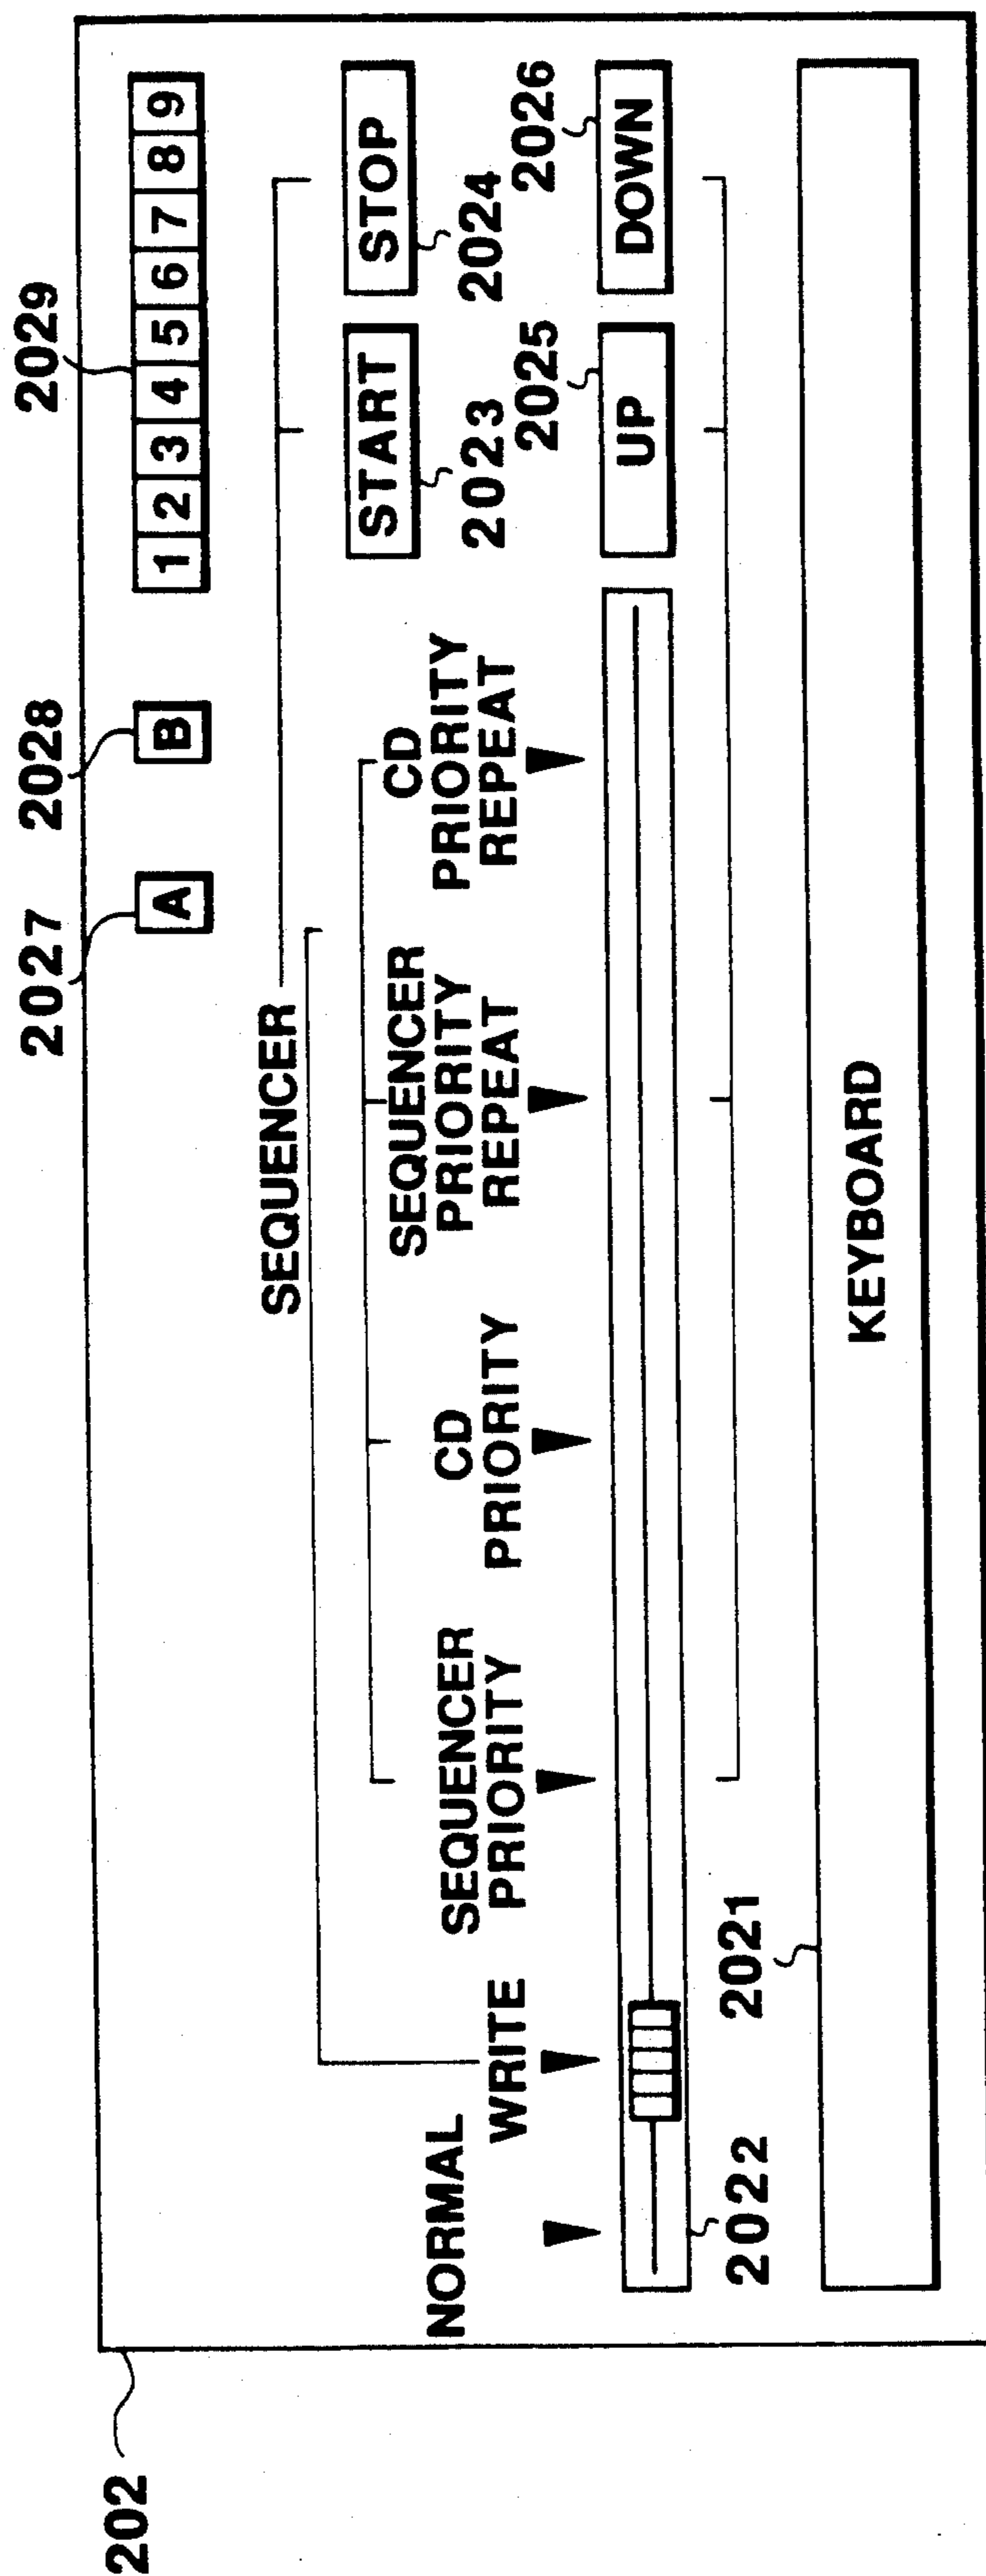 202
2027
2028
2029
A
B
1 2 3 4 5 6 7 8 9
SEQUENCER
NORMAL
WRITE
SEQUENCER
PRIORITY
CD
PRIORITY
SEQUENCER
PRIORITY
REPEAT
CD
PRIORITY
REPEAT
START
STOP
2023
2024
2025
2026
UP
DOWN
2022
2021
KEYBOARD